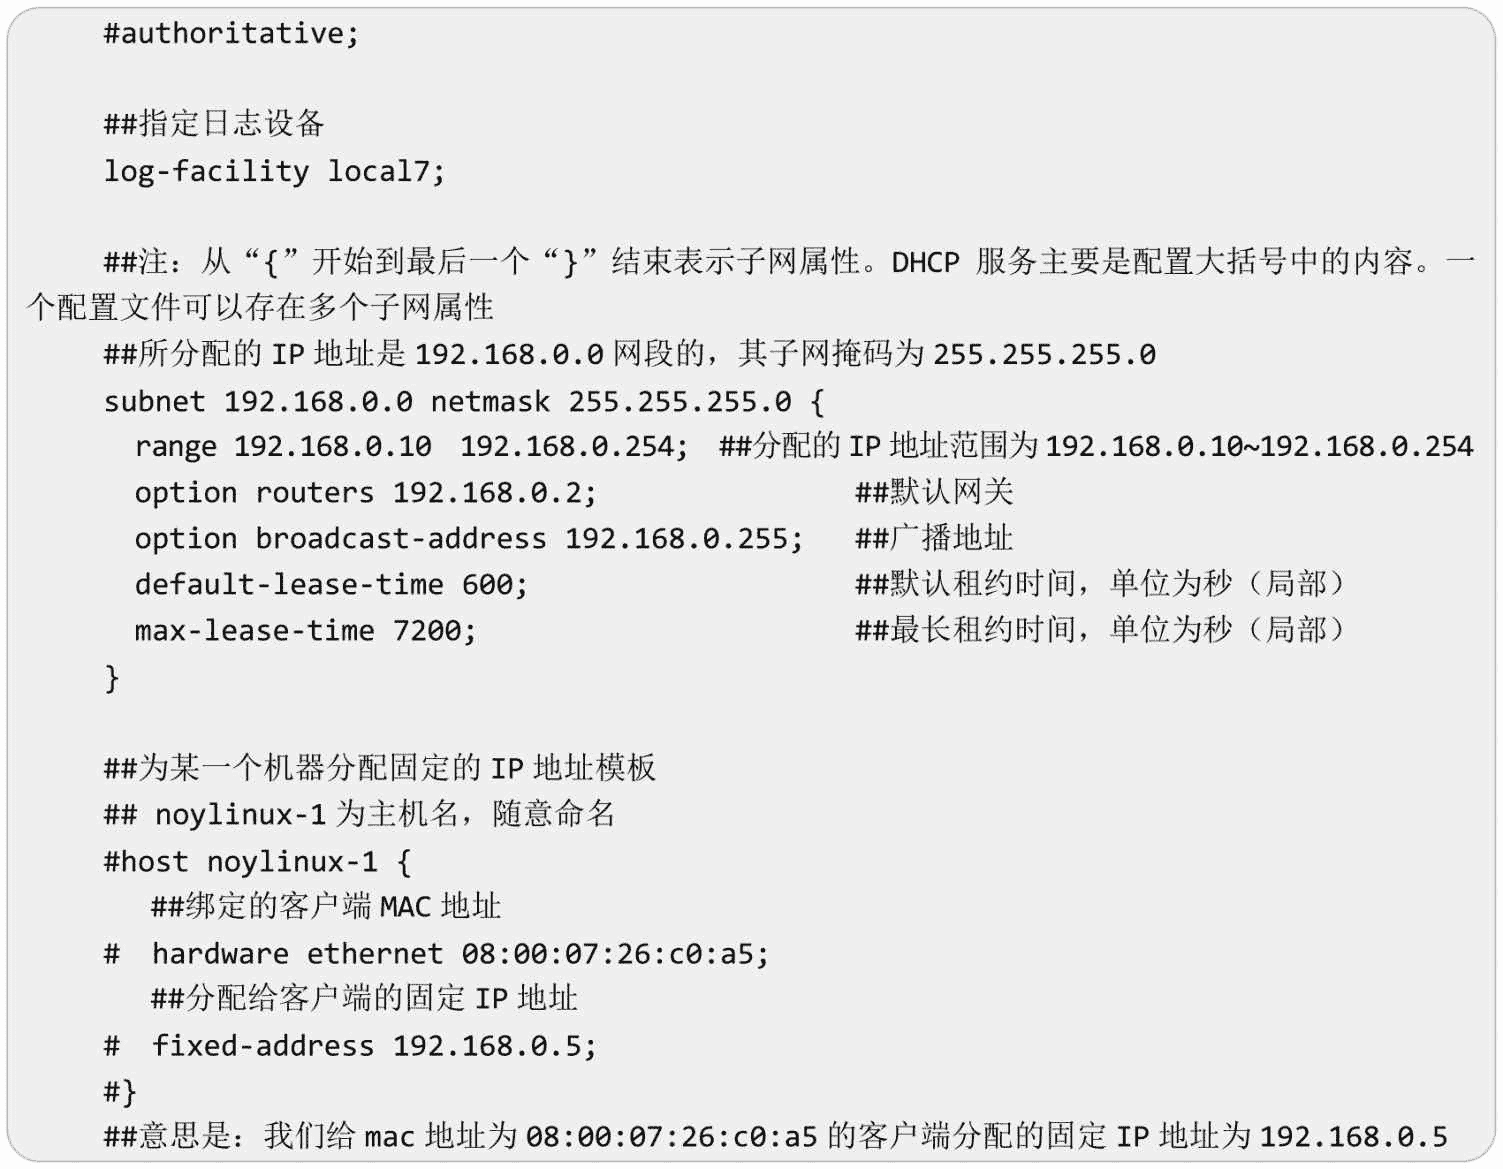 #authoritative;
##指定日志设备
log-facility local7;
##注：从“{”开始到最后一个“}”结束表示子网属性。DHCP 服务主要是配置大括号中的内容。一
个配置文件可以存在多个子网属性
##所分配的 IP 地址是 192.168.0.0 网段的，其子网掩码为 255.255.255.0
subnet 192.168.0.0 netmask 255.255.255.0 {
range 192.168.0.10 192.168.0.254; ##分配的 IP 地址范围为 192.168.0.10~192.168.0.254
option routers 192.168.0.2; ##默认网关
option broadcast-address 192.168.0.255; ##广播地址
default-lease-time 600; ##默认租约时间，单位为秒（局部）
max-lease-time 7200; ##最长租约时间，单位为秒（局部）
}
##为某一个机器分配固定的 IP 地址模板
## noylinux-1 为主机名，随意命名
#host noylinux-1 {
##绑定的客户端 MAC 地址
# hardware ethernet 08:00:07:26:c0:a5;
##分配给客户端的固定 IP 地址
# fixed-address 192.168.0.5;
#}
##意思是：我们给 mac 地址为 08:00:07:26:c0:a5 的客户端分配的固定 IP 地址为 192.168.0.5